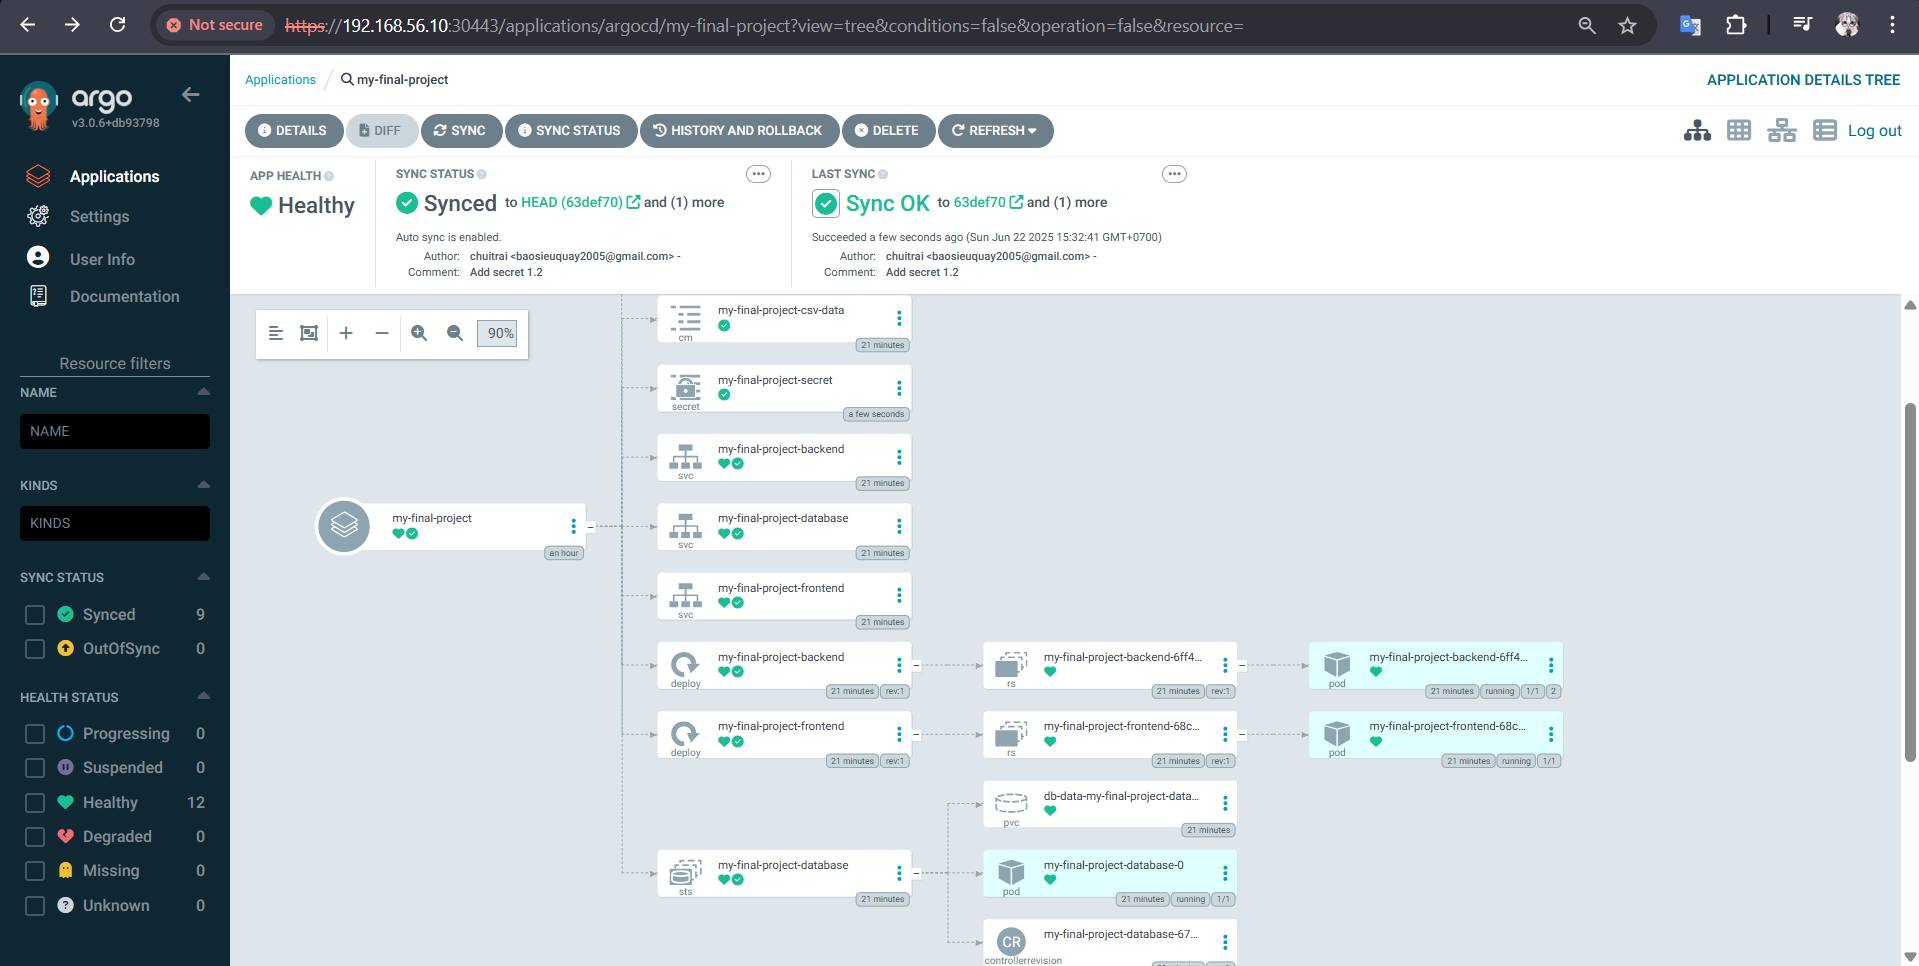 Not secure
https://192.168.56.10:30443/applications/argocd/my-final-project?view=tree&conditions=false&operation=false&resource=
argo
v3.0.6+db93798
Applications
Settings
User Info
Documentation
Resource filters
NAME
NAME
KINDS
KINDS
SYNC STATUS
Synced 9
OutOfSync 0
HEALTH STATUS
Progressing 0
Suspended 0
Healthy 12
Degraded 0
Missing 0
Unknown 0
Applications / my-final-project
APPLICATION DETAILS TREE
DETAILS
DIFF
SYNC
SYNC STATUS
HISTORY AND ROLLBACK
DELETE
REFRESH
Log out
APP HEALTH
Healthy
SYNC STATUS
Synced to HEAD (63def70) and (1) more
Auto sync is enabled.
Author: chuitrai <baosieuquay2005@gmail.com> -
Comment: Add secret 1.2
LAST SYNC
Sync OK to 63def70 and (1) more
Succeeded a few seconds ago (Sun Jun 22 2025 15:32:41 GMT+0700)
Author: chuitrai <baosieuquay2005@gmail.com> -
Comment: Add secret 1.2
90%
my-final-project
an hour
my-final-project-csv-data
cm
21 minutes
my-final-project-secret
secret
a few seconds
my-final-project-backend
svc
21 minutes
my-final-project-database
svc
21 minutes
my-final-project-frontend
svc
21 minutes
my-final-project-backend
deploy
21 minutes rev:1
my-final-project-backend-6ff4...
rs
21 minutes rev:1
my-final-project-backend-6ff4...
pod
21 minutes running 1/1 2
my-final-project-frontend
deploy
21 minutes rev:1
my-final-project-frontend-68c...
rs
21 minutes rev:1
my-final-project-frontend-68c...
pod
21 minutes running 1/1
my-final-project-database
sts
21 minutes
db-data-my-final-project-data...
pvc
21 minutes
my-final-project-database-0
pod
21 minutes running 1/1
my-final-project-database-67...
CR
controllerrevision